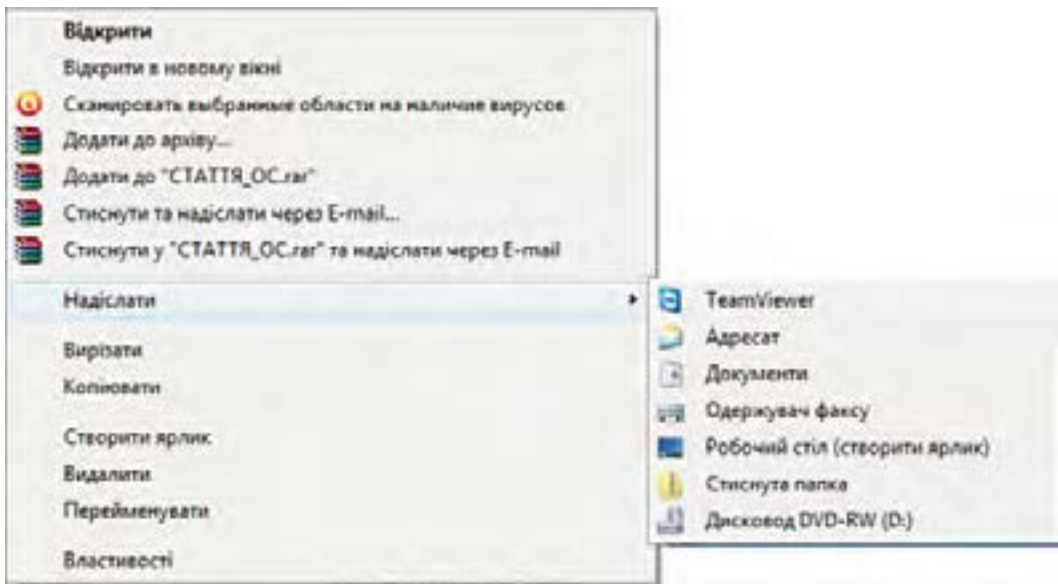 Відкрити
Відкрити в новому вікні
Сканировать выбранные области на наличие вирусов
Додати до архіву...
Додати до "СТАТТЯ_ОС.rar"
Стиснути та надіслати через E-mail...
Стиснути у "СТАТТЯ_ОС.rar" та надіслати через E-mail
Надіслати
Вирізати
Копіювати
Створити ярлик
Видалити
Перейменувати
Властивості
TeamViewer
Адресат
Документи
Одержувач факсу
Робочий стіл (створити ярлик)
Стиснута папка
Дисковод DVD-RW (D:)